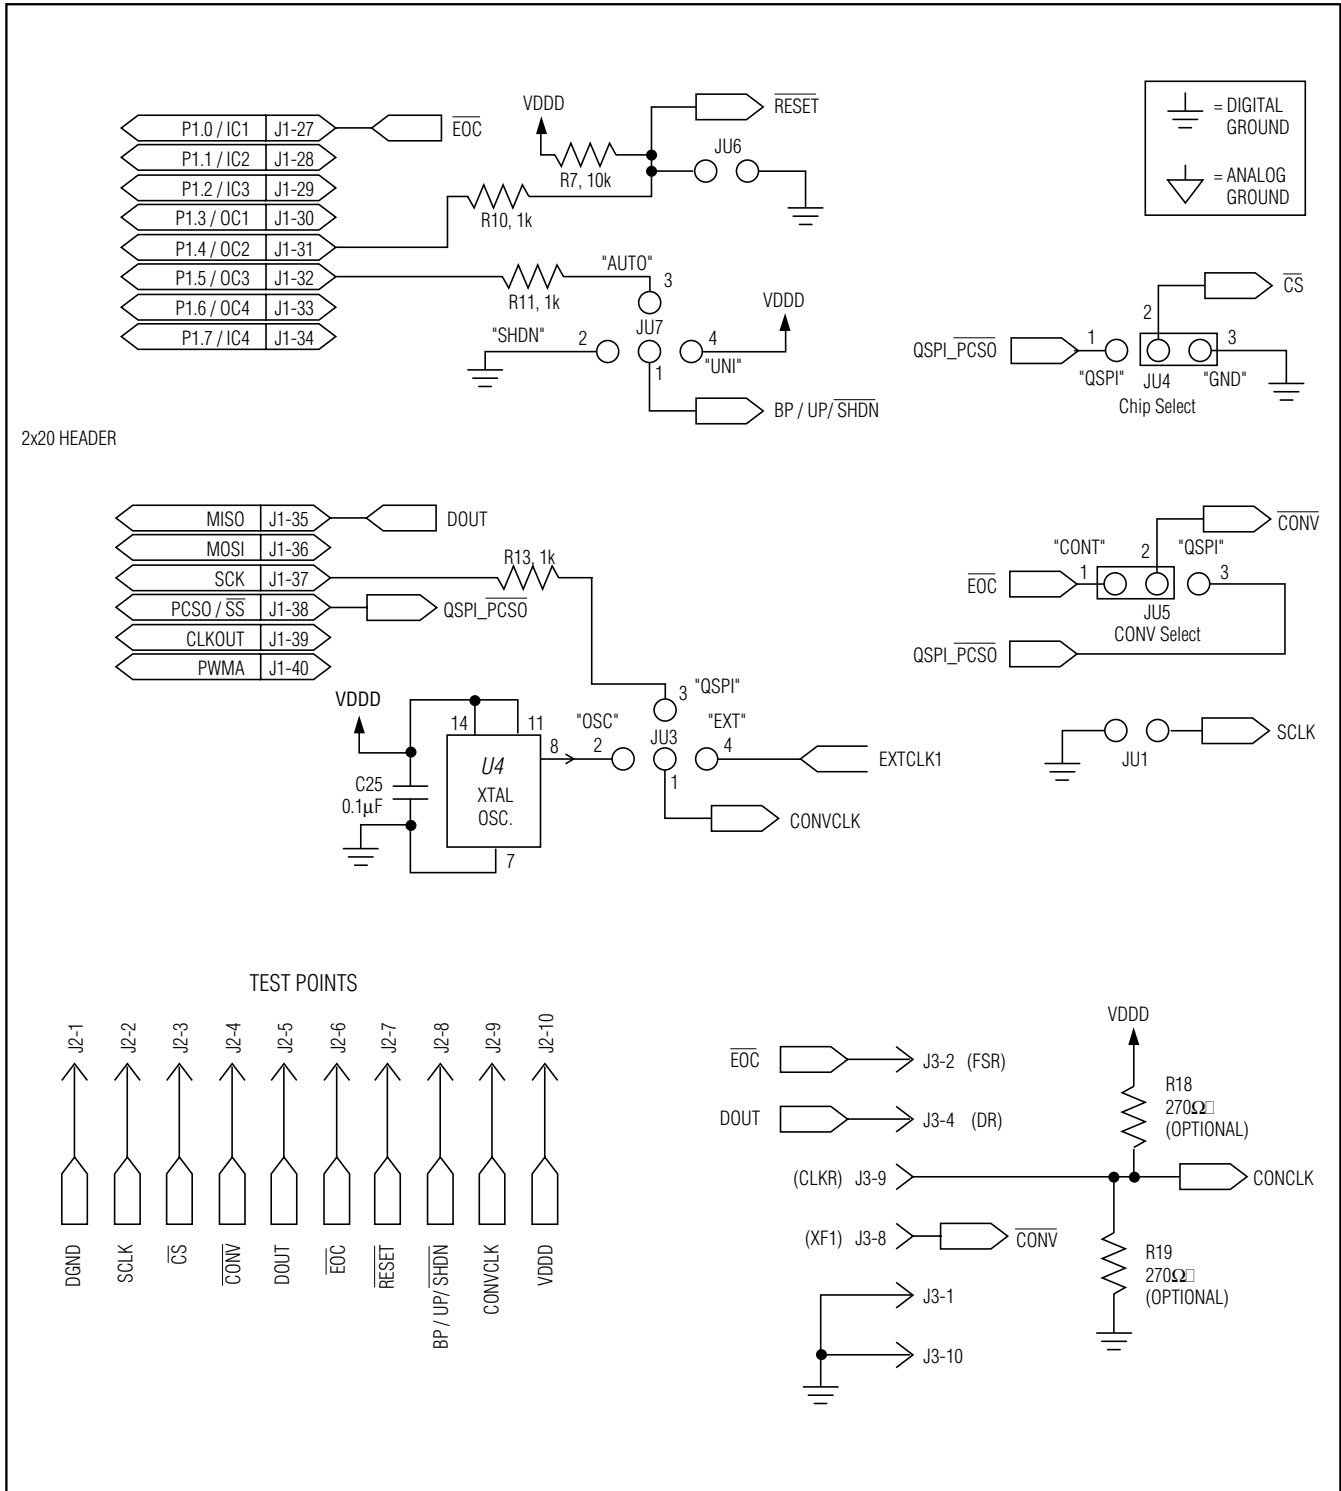 VDDD
RESET
= DIGITAL
GROUND
= ANALOG
GROUND
P1.0 / IC1 J1-27
EOC
P1.1 / IC2 J1-28
P1.2 / IC3 J1-29
P1.3 / OC1 J1-30
P1.4 / OC2 J1-31
P1.5 / OC3 J1-32
P1.6 / OC4 J1-33
P1.7 / IC4 J1-34
R7, 10k
JU6
R10, 1k
"AUTO"
3
R11, 1k
VDDD
"SHDN"
2
JU7
4
1
"UNI"
BP / UP/ SHDN
CS
2
QSPI_PCSO
1
3
"QSPI"
JU4
"GND"
Chip Select
2x20 HEADER
MISO J1-35
DOUT
MOSI J1-36
SCK J1-37
PCSO / SS J1-38
QSPI_PCSO
CLKOUT J1-39
PWMA J1-40
R13, 1k
CONV
"CONT"
2
"QSPI"
EOC
1
3
JU5
CONV Select
QSPI_PCSO
VDDD
14
11
8
U4
XTAL
OSC.
7
C25
0.1µF
"OSC"
2
3
"QSPI"
JU3
"EXT"
4
1
EXTCLK1
CONVCLK
JU1
SCLK
TEST POINTS
J2-1
J2-2
J2-3
J2-4
J2-5
J2-6
J2-7
J2-8
J2-9
J2-10
DGND
SCLK
CS
CONV
DOUT
EOC
RESET
BP / UP/ SHDN
CONVCLK
VDDD
VDDD
EOC
J3-2 (FSR)
R18
270Ω□
(OPTIONAL)
DOUT
J3-4 (DR)
(CLKR) J3-9
CONCLK
(XF1) J3-8
CONV
R19
270Ω□
(OPTIONAL)
J3-1
J3-10